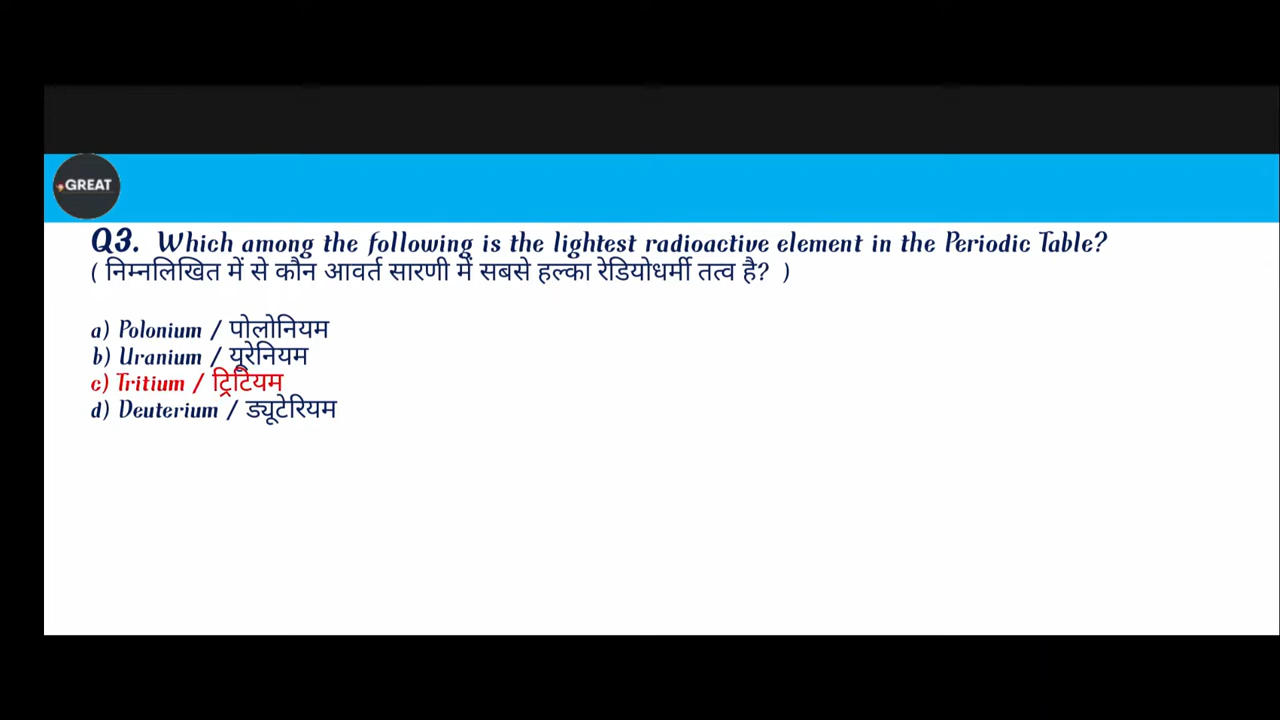 GREAT
Q3. Which among the following is the lightest radioactive element in the Periodic Table?
( निम्नलिखित में से कौन आवर्त सारणी में सबसे हल्का रेडियोधर्मी तत्व है? )
a) Polonium / पोलोनियम
b) Uranium / यूरेनियम
c) Tritium / ट्रिटियम
d) Deuterium / ड्यूटेरियम